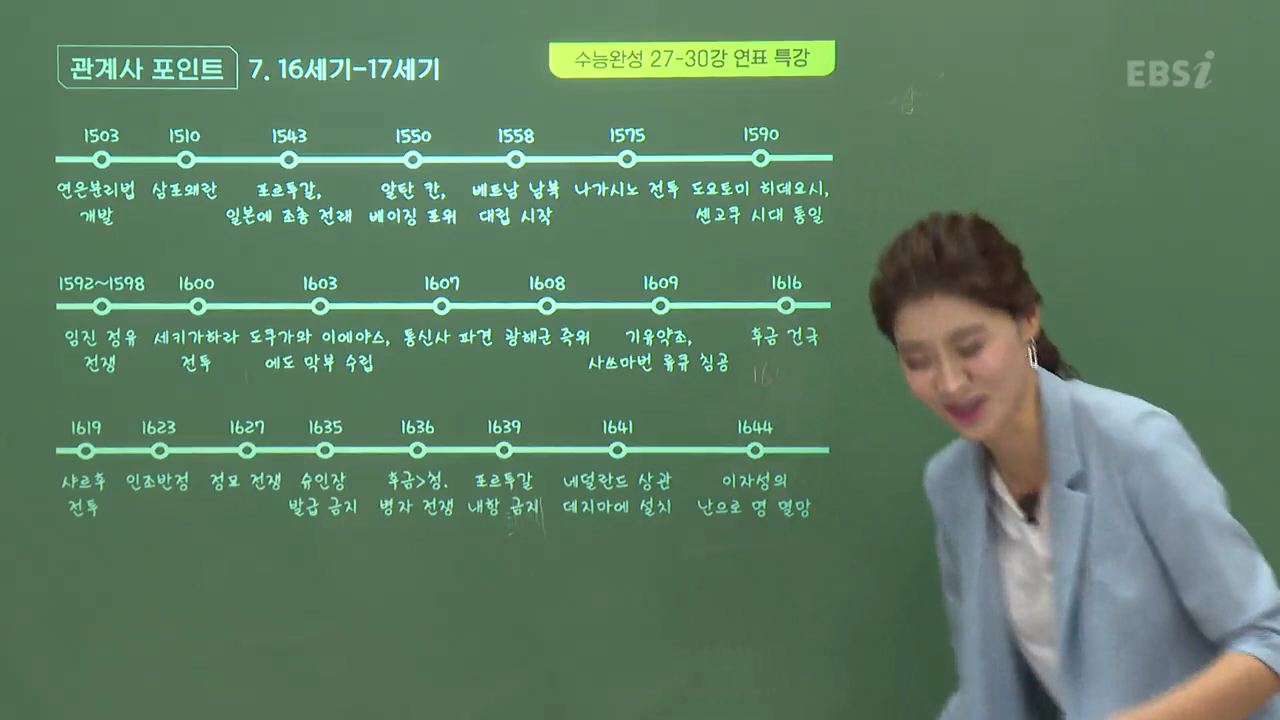 관계사 포인트 7. 16세기-17세기
수능완성 27-30강 연표 특강
EBSi
1503 1510 1543 1550 1558 1575 1590
연은분리법 삼포왜란 포르투갈, 알탄 칸, 베트남 남북 나가시노 전투 도요토미 히데요시,
개발 일본에 조총 전래 베이징 포위 대립 시작 센고쿠 시대 통일
1592~1598 1600 1603 1607 1608 1609 1616
임진 정유 세키가하라 도쿠가와 이에야스, 통신사 파견 광해군 즉위 기유약조, 후금 건국
전쟁 전투 에도 막부 수립 사쓰마번 류큐 침공
16
1619 1623 1627 1635 1636 1639 1641 1644
사르후 인조반정 정묘 전쟁 슈인장 후금>청. 포르투갈 네덜란드 상관 이자성의
전투 발급 금지 병자 전쟁 내항 금지 데지마에 설치 난으로 명 멸망